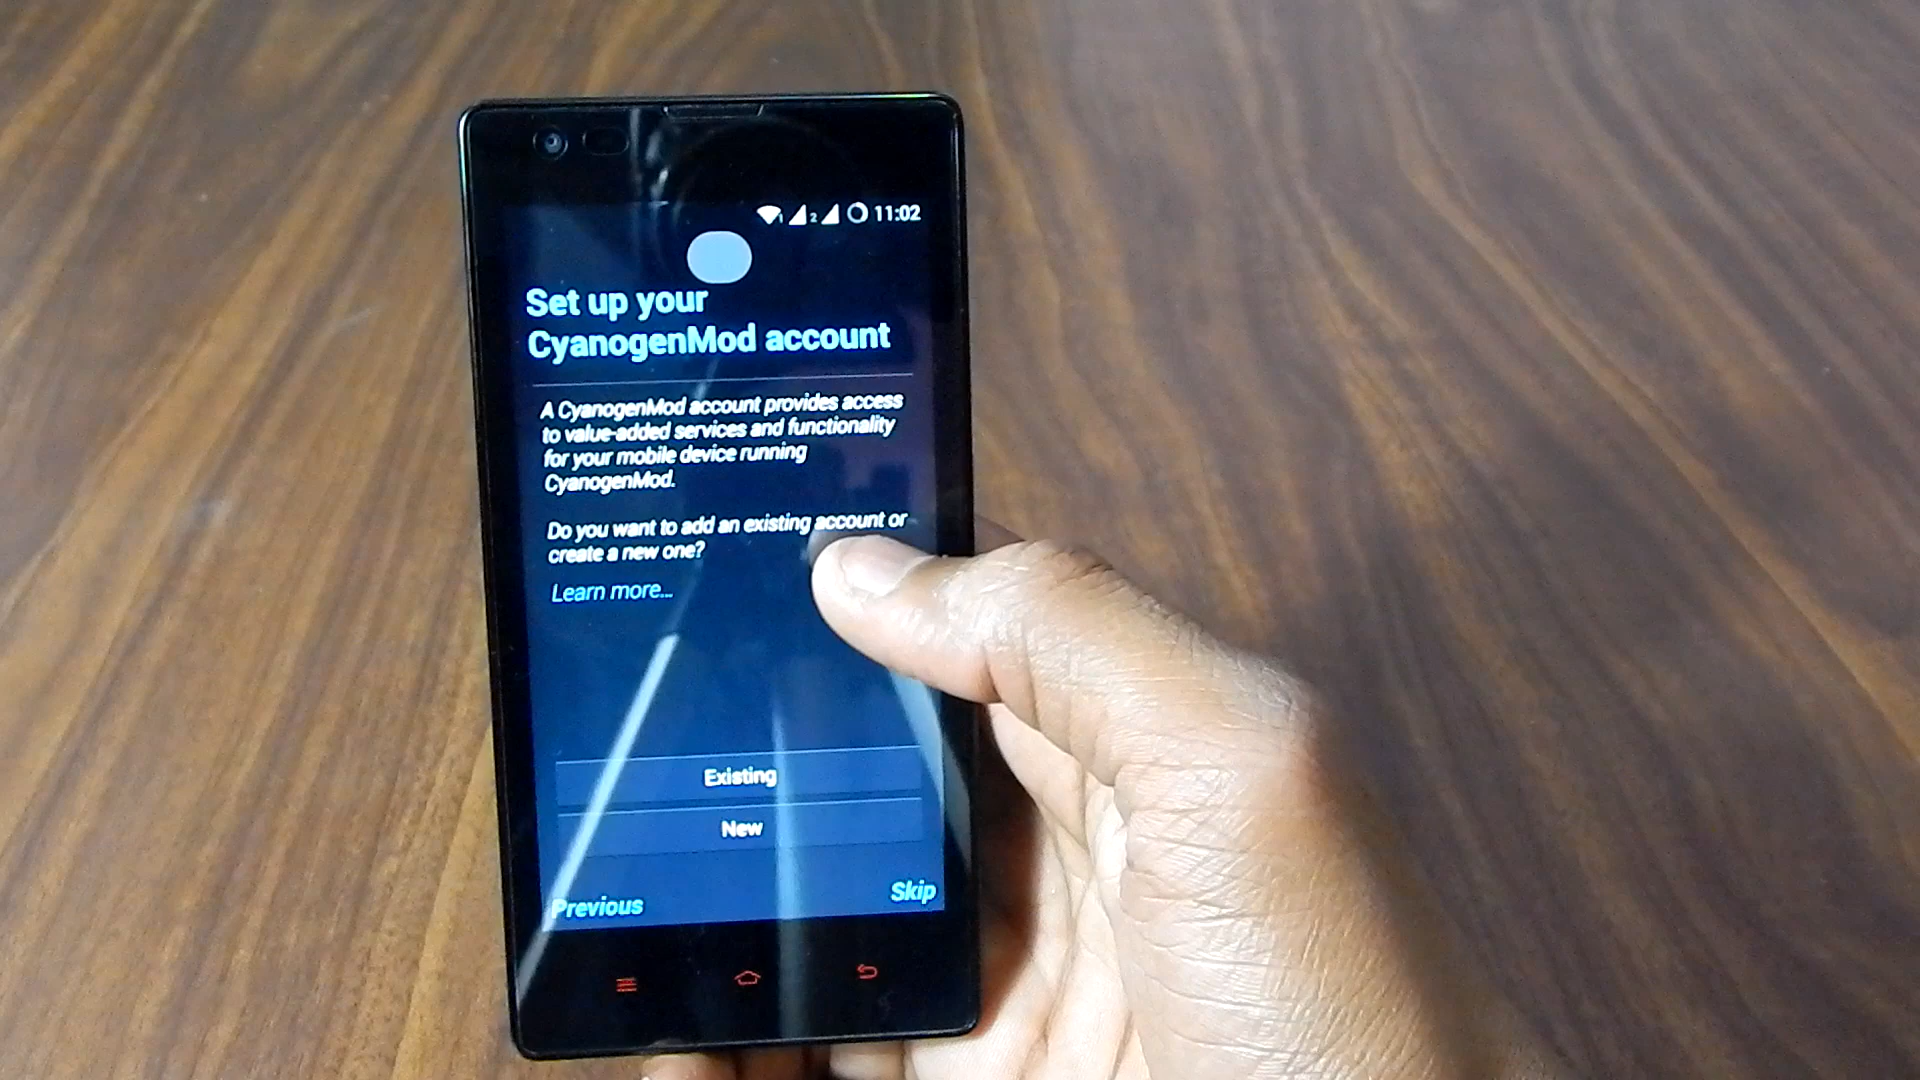 1 2 11:02
Set up your
CyanogenMod account
A CyanogenMod account provides access
to value-added services and functionality
for your mobile device running
CyanogenMod.
Do you want to add an existing account or
create a new one?
Learn more...
Existing
New
Previous
Skip